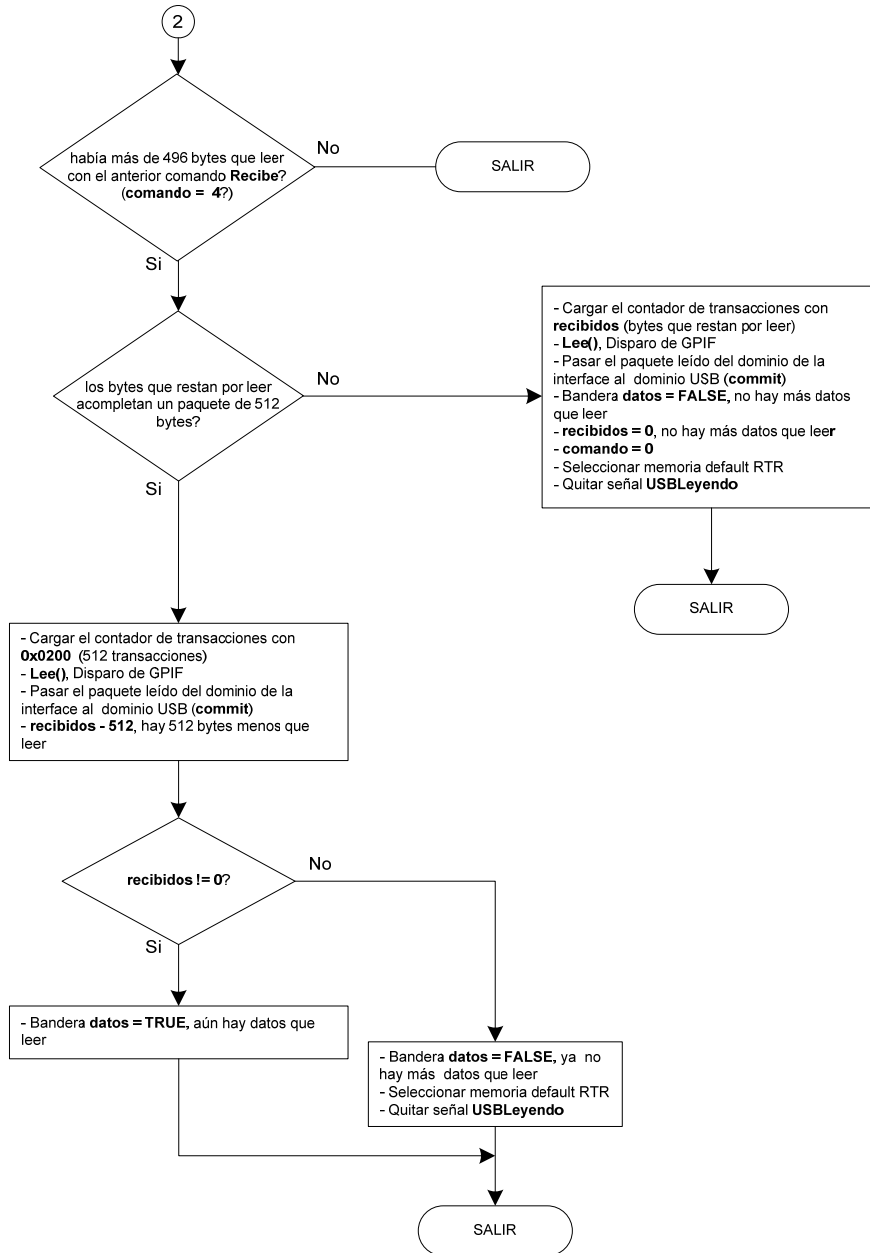 2
había más de 496 bytes que leer
con el anterior comando Recibe?
(comando = 4?)
No
SALIR
Si
los bytes que restan por leer
acompletan un paquete de 512
bytes?
No
- Cargar el contador de transacciones con
recibidos (bytes que restan por leer)
- Lee(), Disparo de GPIF
- Pasar el paquete leído del dominio de la
interface al dominio USB (commit)
- Bandera datos = FALSE, no hay más datos
que leer
- recibidos = 0, no hay más datos que leer
- comando = 0
- Seleccionar memoria default RTR
- Quitar señal USBLeyendo
Si
SALIR
- Cargar el contador de transacciones con
0x0200 (512 transacciones)
- Lee(), Disparo de GPIF
- Pasar el paquete leído del dominio de la
interface al dominio USB (commit)
- recibidos - 512, hay 512 bytes menos que
leer
recibidos != 0?
No
Si
- Bandera datos = TRUE, aún hay datos que
leer
- Bandera datos = FALSE, ya no
hay más datos que leer
- Seleccionar memoria default RTR
- Quitar señal USBLeyendo
SALIR